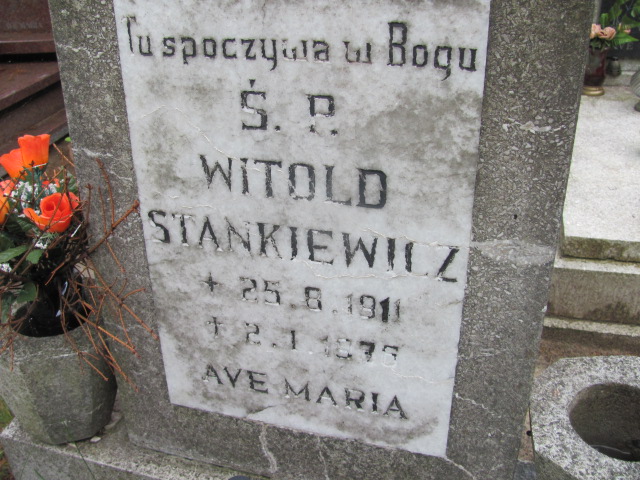 Tu spoczywa w Bogu
Ś. P.
WITOLD
STANKIEWICZ
+ 25.8.1911
+ 2.1.
AVE MARIA